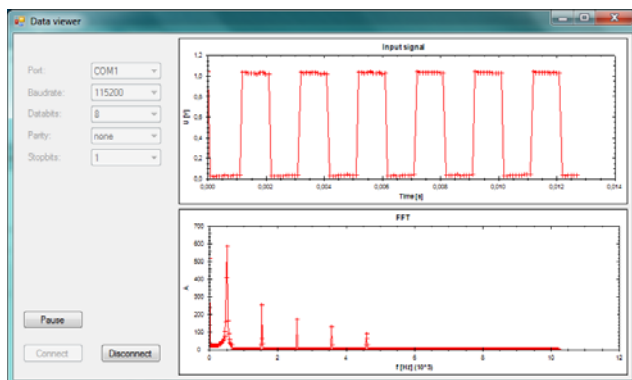 Data viewer
Port: COM1
Baudrate: 115200
Databits: 8
Parity: none
Stopbits: 1
Pause
Connect Disconnect
Input signal
U [V]
1,2
1,0
0,8
0,6
0,4
0,2
0,0
0,000 0,002 0,004 0,006 0,008 0,010 0,012 0,014
Time [s]
FFT
A
700
600
500
400
300
200
100
0
0 2 4 6 8 10 12
f [Hz] (10^3)